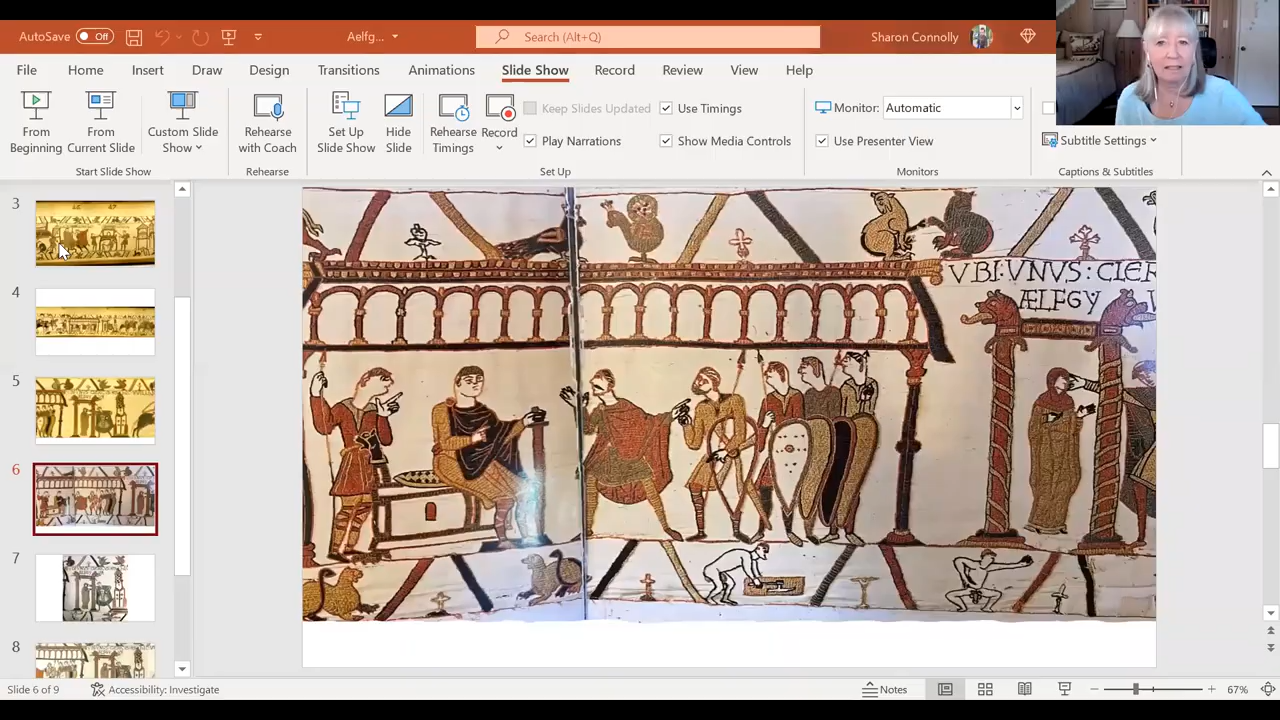 AutoSave Off Aelfg... Search (Alt+Q) Sharon Connolly
File Home Insert Draw Design Transitions Animations Slide Show Record Review View Help
From Beginning
From Current Slide
Custom Slide Show
Start Slide Show
Rehearse with Coach
Rehearse
Set Up Slide Show
Hide Slide
Rehearse Timings
Record
Keep Slides Updated
Play Narrations
Use Timings
Show Media Controls
Set Up
Monitor: Automatic
Use Presenter View
Monitors
Subtitle Settings
Captions & Subtitles
3
4
5
6
7
8
VBI:VNVS:CLER
ÆLFGY
Slide 6 of 9 Accessibility: Investigate Notes 67%